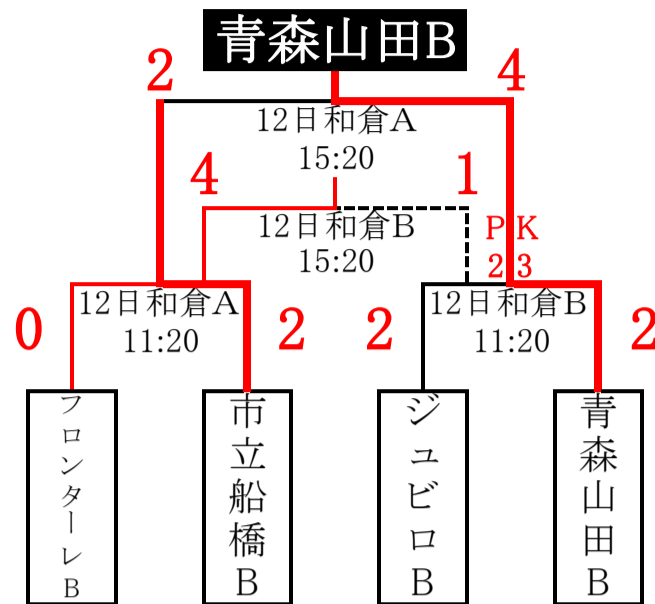 青森山田B
2
4
12日和倉A
15:20
4
1
12日和倉B
15:20
PK
2 3
0
12日和倉A
11:20
2
2
12日和倉B
11:20
2
フロンターレB
市立船橋B
ジュビロB
青森山田B